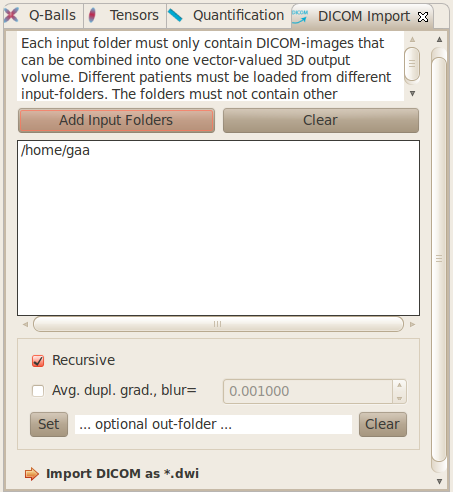 Q-Balls Tensors Quantification DICOM Import
Each input folder must only contain DICOM-images that
can be combined into one vector-valued 3D output
volume. Different patients must be loaded from different
input-folders. The folders must not contain other
Add Input Folders Clear
/home/gaa
Recursive
Avg. dupl. grad., blur= 0.001000
Set ... optional out-folder ... Clear
Import DICOM as *.dwi